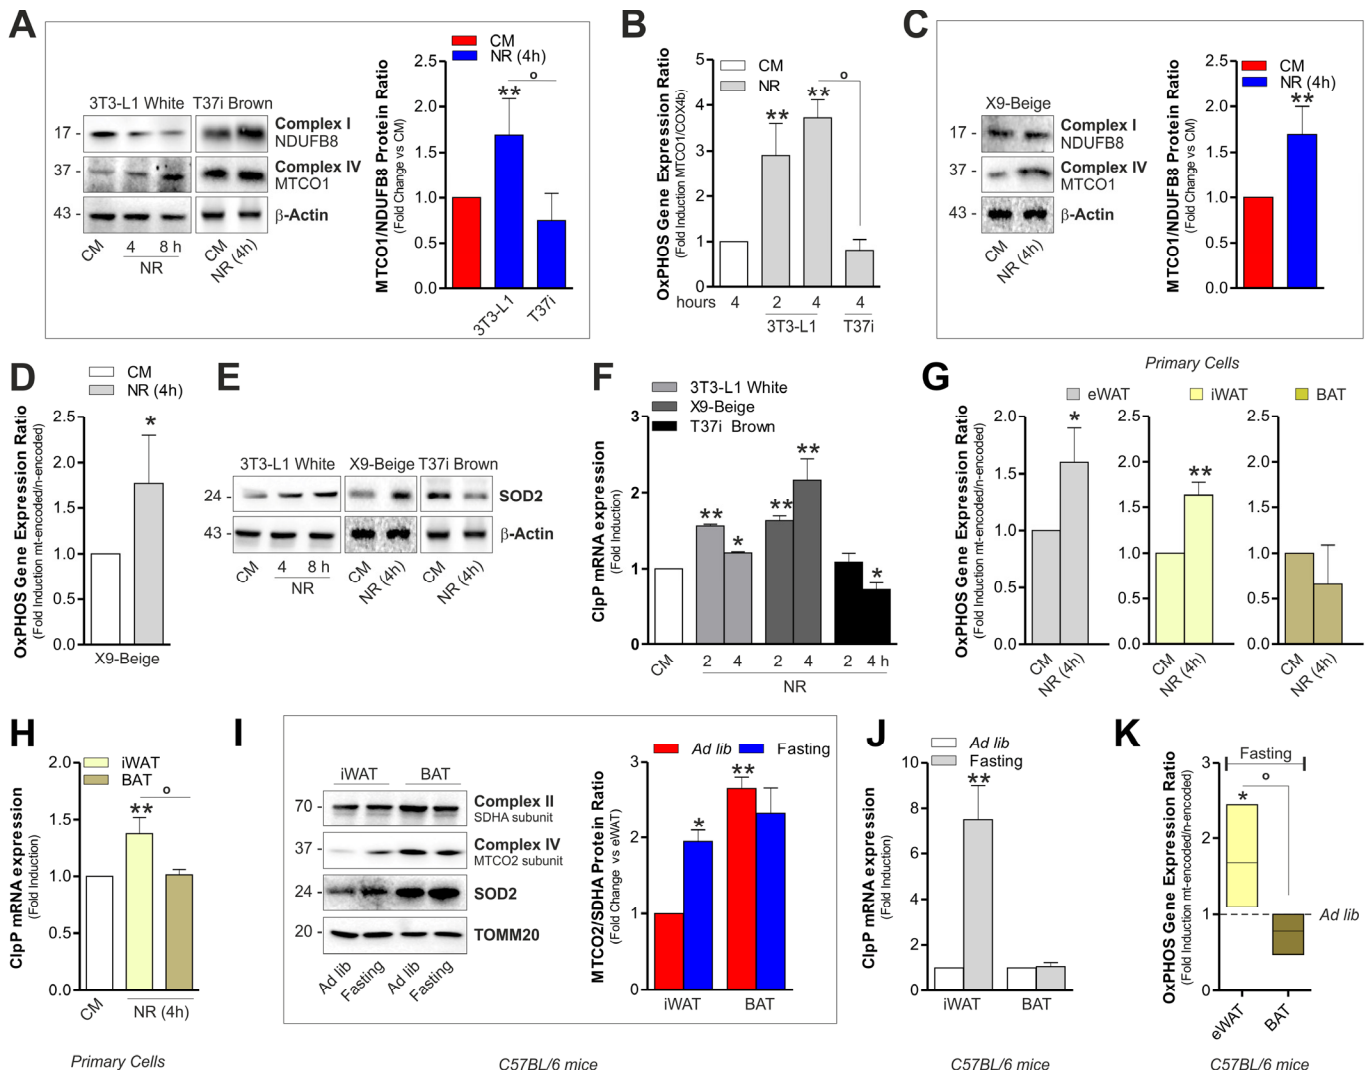 A
3T3-L1 White T37i Brown
17 -
Complex I
NDUFB8
37 -
Complex IV
MTCO1
43 -
β-Actin
CM
4
8 h
NR
CM
NR (4h)
CM
NR (4h)
MTCO1/NDUFB8 Protein Ratio
(Fold Change vs CM)
2.5
2.0
1.5
1.0
0.5
0.0
**
o
3T3-L1
T37i
B
OxPHOS Gene Expression Ratio
(Fold Induction MTCO1/COX4b)
CM
NR
5
4
3
2
1
0
**
**
o
hours 4 2 4 4
3T3-L1 T37i
C
X9-Beige
17 -
Complex I
NDUFB8
37 -
Complex IV
MTCO1
43 -
β-Actin
CM
NR (4h)
MTCO1/NDUFB8 Protein Ratio
(Fold Change vs CM)
CM
NR (4h)
2.5
2.0
1.5
1.0
0.5
0.0
**
D
CM
NR (4h)
OxPHOS Gene Expression Ratio
(Fold Induction mt-encoded/n-encoded)
2.5
2.0
1.5
1.0
0.5
0.0
*
X9-Beige
E
3T3-L1 White X9-Beige T37i Brown
24 -
SOD2
43 -
β-Actin
CM
4 8 h
NR
CM
NR (4h)
CM
NR (4h)
F
3T3-L1 White
X9-Beige
T37i Brown
ClpP mRNA expression
(Fold Induction)
3
2
1
0
**
*
**
**
*
CM
2 4 2 4 2 4 h
NR
G
Primary Cells
eWAT iWAT BAT
OxPHOS Gene Expression Ratio
(Fold Induction mt-encoded/n-encoded)
2.0
1.5
1.0
0.5
0.0
*
CM
NR (4h)
2.5
2.0
1.5
1.0
0.5
0.0
**
CM
NR (4h)
2.5
2.0
1.5
1.0
0.5
0.0
CM
NR (4h)
H
iWAT
BAT
ClpP mRNA expression
(Fold Induction)
2.0
1.5
1.0
0.5
0.0
**
o
CM
NR (4h)
Primary Cells
I
iWAT BAT
70 -
Complex II
SDHA subunit
37 -
Complex IV
MTCO2 subunit
24 -
SOD2
20 -
TOMM20
Ad lib
Fasting
Ad lib
Fasting
Ad lib Fasting
MTCO2/SDHA Protein Ratio
(Fold Change vs eWAT)
3
2
1
0
*
**
iWAT BAT
C57BL/6 mice
J
Ad lib
Fasting
ClpP mRNA expression
(Fold Induction)
10
8
6
4
2
0
**
iWAT BAT
C57BL/6 mice
K
Fasting
OxPHOS Gene Expression Ratio
(Fold Induction mt-encoded/n-encoded)
3
2
1
0
*
o
Ad lib
eWAT
BAT
C57BL/6 mice